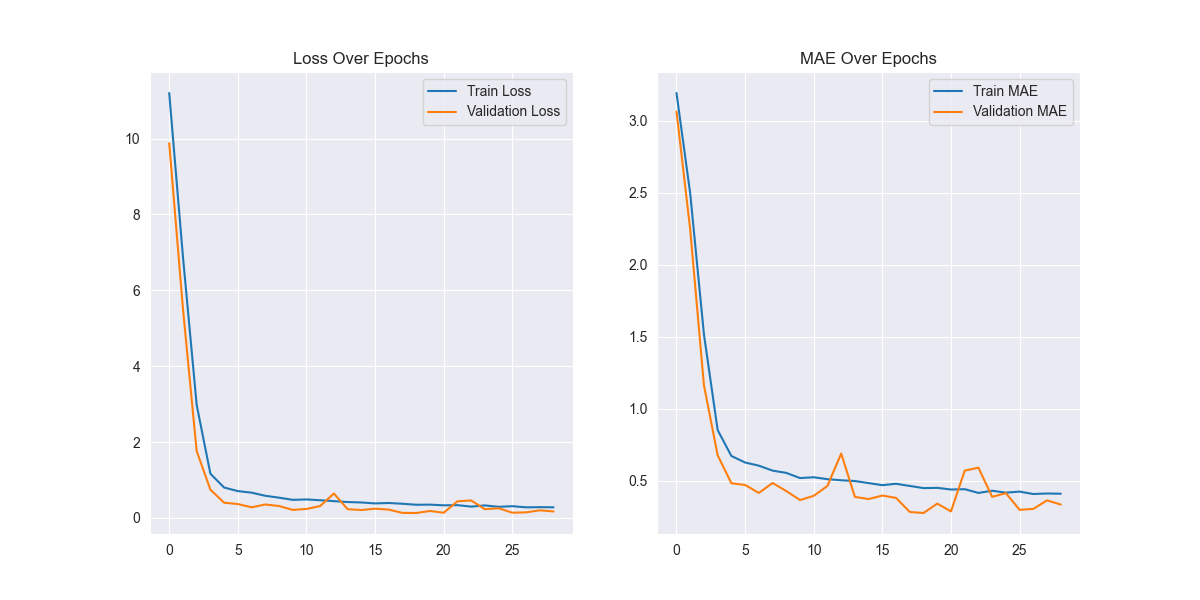 Loss Over Epochs
Train Loss
Validation Loss
10
8
6
4
2
0
0 5 10 15 20 25
MAE Over Epochs
Train MAE
Validation MAE
3.0
2.5
2.0
1.5
1.0
0.5
0 5 10 15 20 25